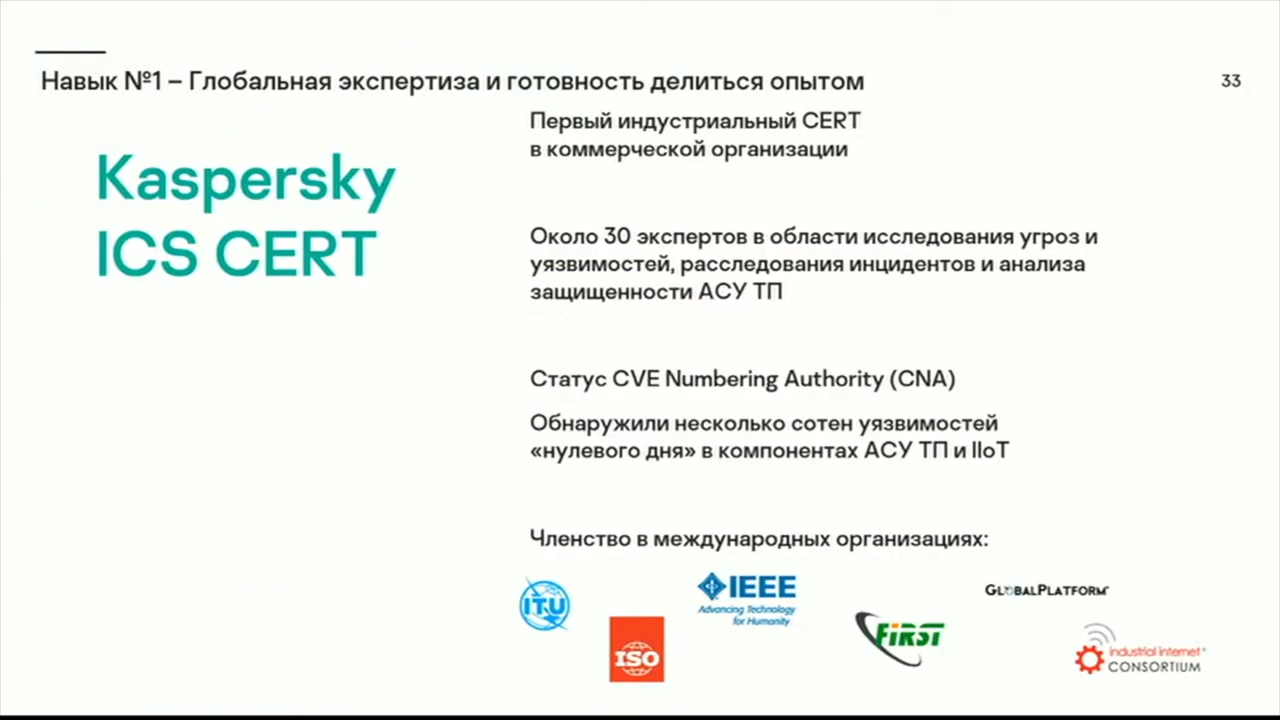 Навык №1 – Глобальная экспертиза и готовность делиться опытом
33
Kaspersky
ICS CERT
Первый индустриальный CERT
в коммерческой организации
Около 30 экспертов в области исследования угроз и
уязвимостей, расследования инцидентов и анализа
защищенности АСУ ТП
Статус CVE Numbering Authority (CNA)
Обнаружили несколько сотен уязвимостей
«нулевого дня» в компонентах АСУ ТП и IIoT
Членство в международных организациях:
ITU
ISO
IEEE
Advancing Technology
for Humanity
FIRST
GLOBALPLATFORM™
industrial internet®
CONSORTIUM